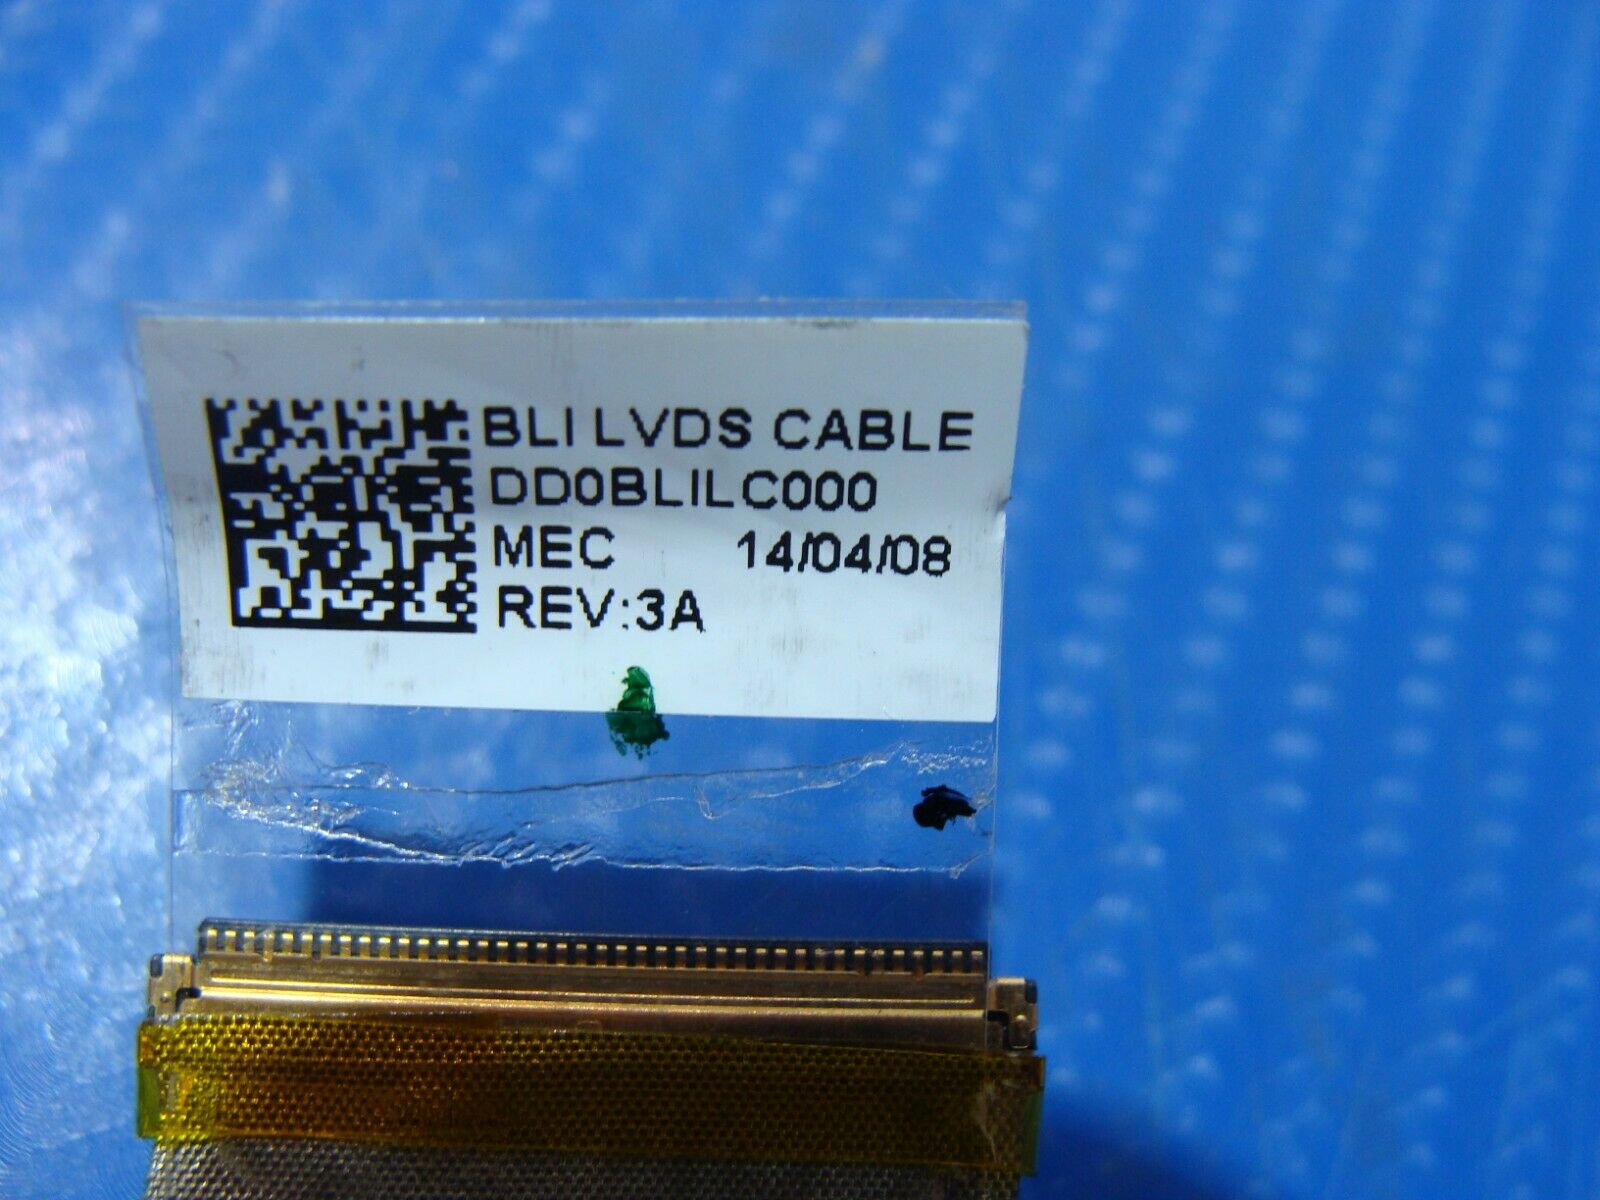 BLI LVDS CABLE
DD0BLILC000
MEC 14/04/08
REV:3A